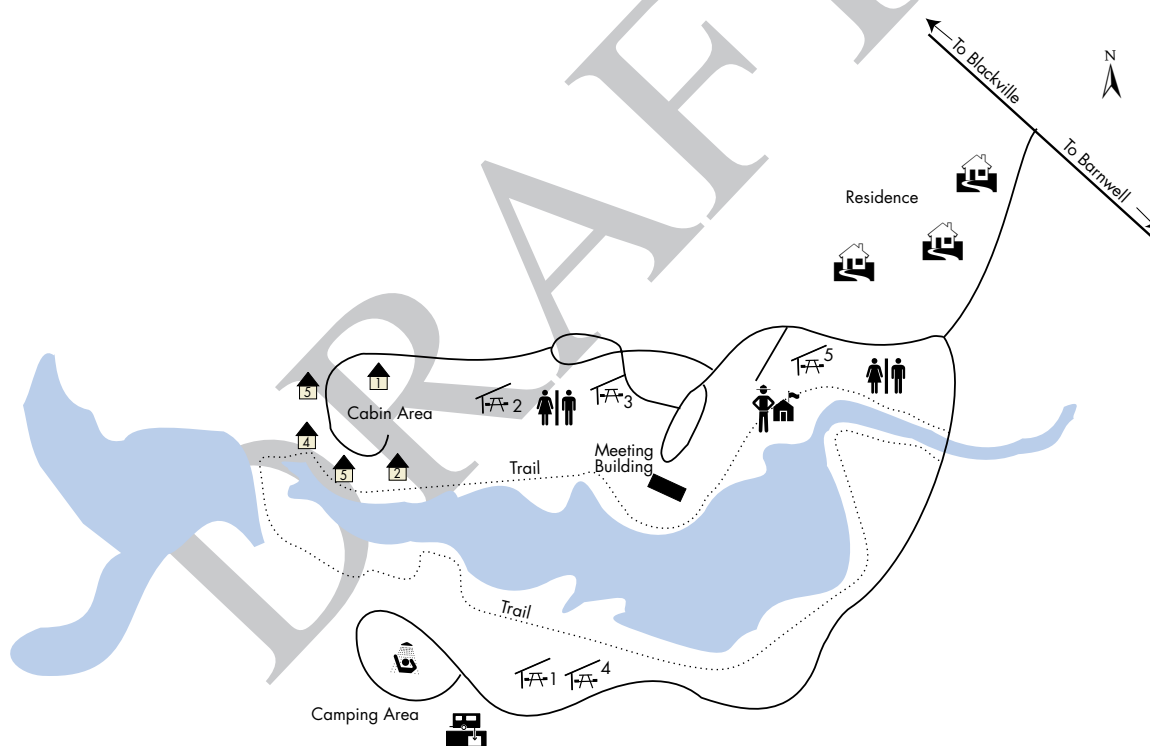 To Blackville
N
To Barnwell
Residence
5
1
5
Cabin Area
2
3
4
Meeting
Building
5
2
Trail
Trail
1
4
Camping Area
DRAFT